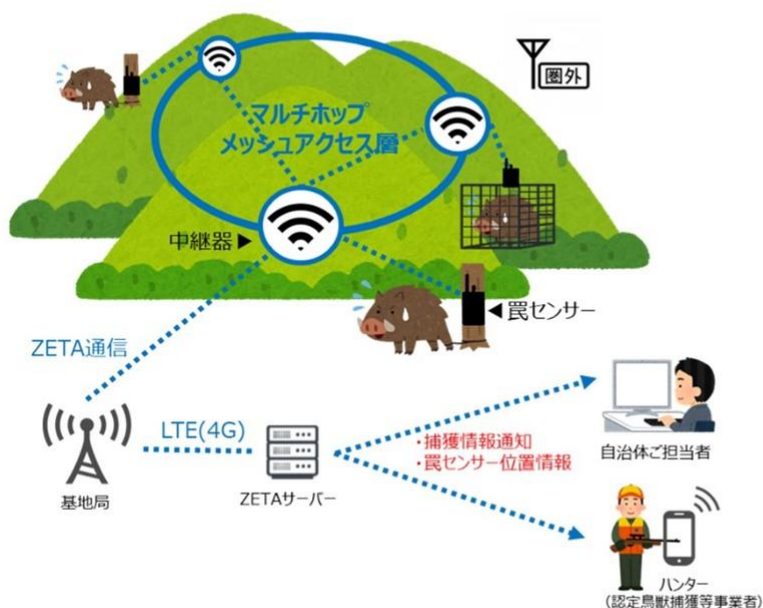 圏外
マルチホップ
メッシュアクセス層
中継器▶
◀罠センサー
ZETA通信
LTE(4G)
・捕獲情報通知
・罠センサー位置情報
自治体ご担当者
基地局
ZETAサーバー
ハンター
(認定鳥獣捕獲等事業者)